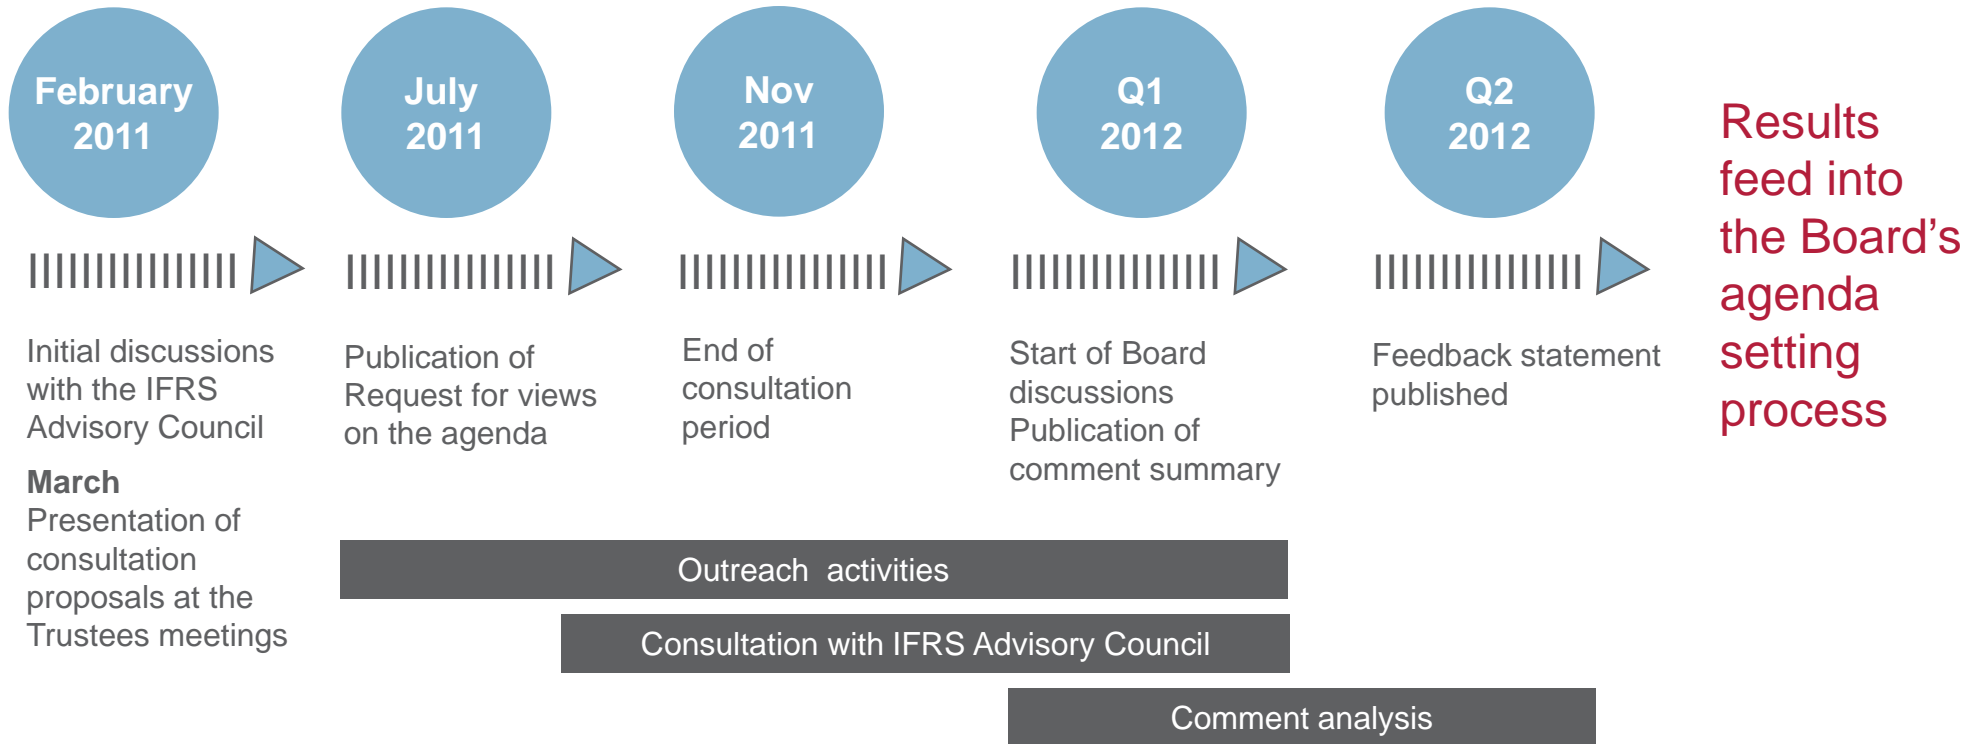 February
2011
July
2011
Nov
2011
Q1
2012
Q2
2012
Initial discussions
with the IFRS
Advisory Council
March
Presentation of
consultation
proposals at the
Trustees meetings
Publication of
Request for views
on the agenda
End of
consultation
period
Start of Board
discussions
Publication of
comment summary
Feedback statement
published
Results
feed into
the Board’s
agenda
setting
process
Outreach activities
Consultation with IFRS Advisory Council
Comment analysis